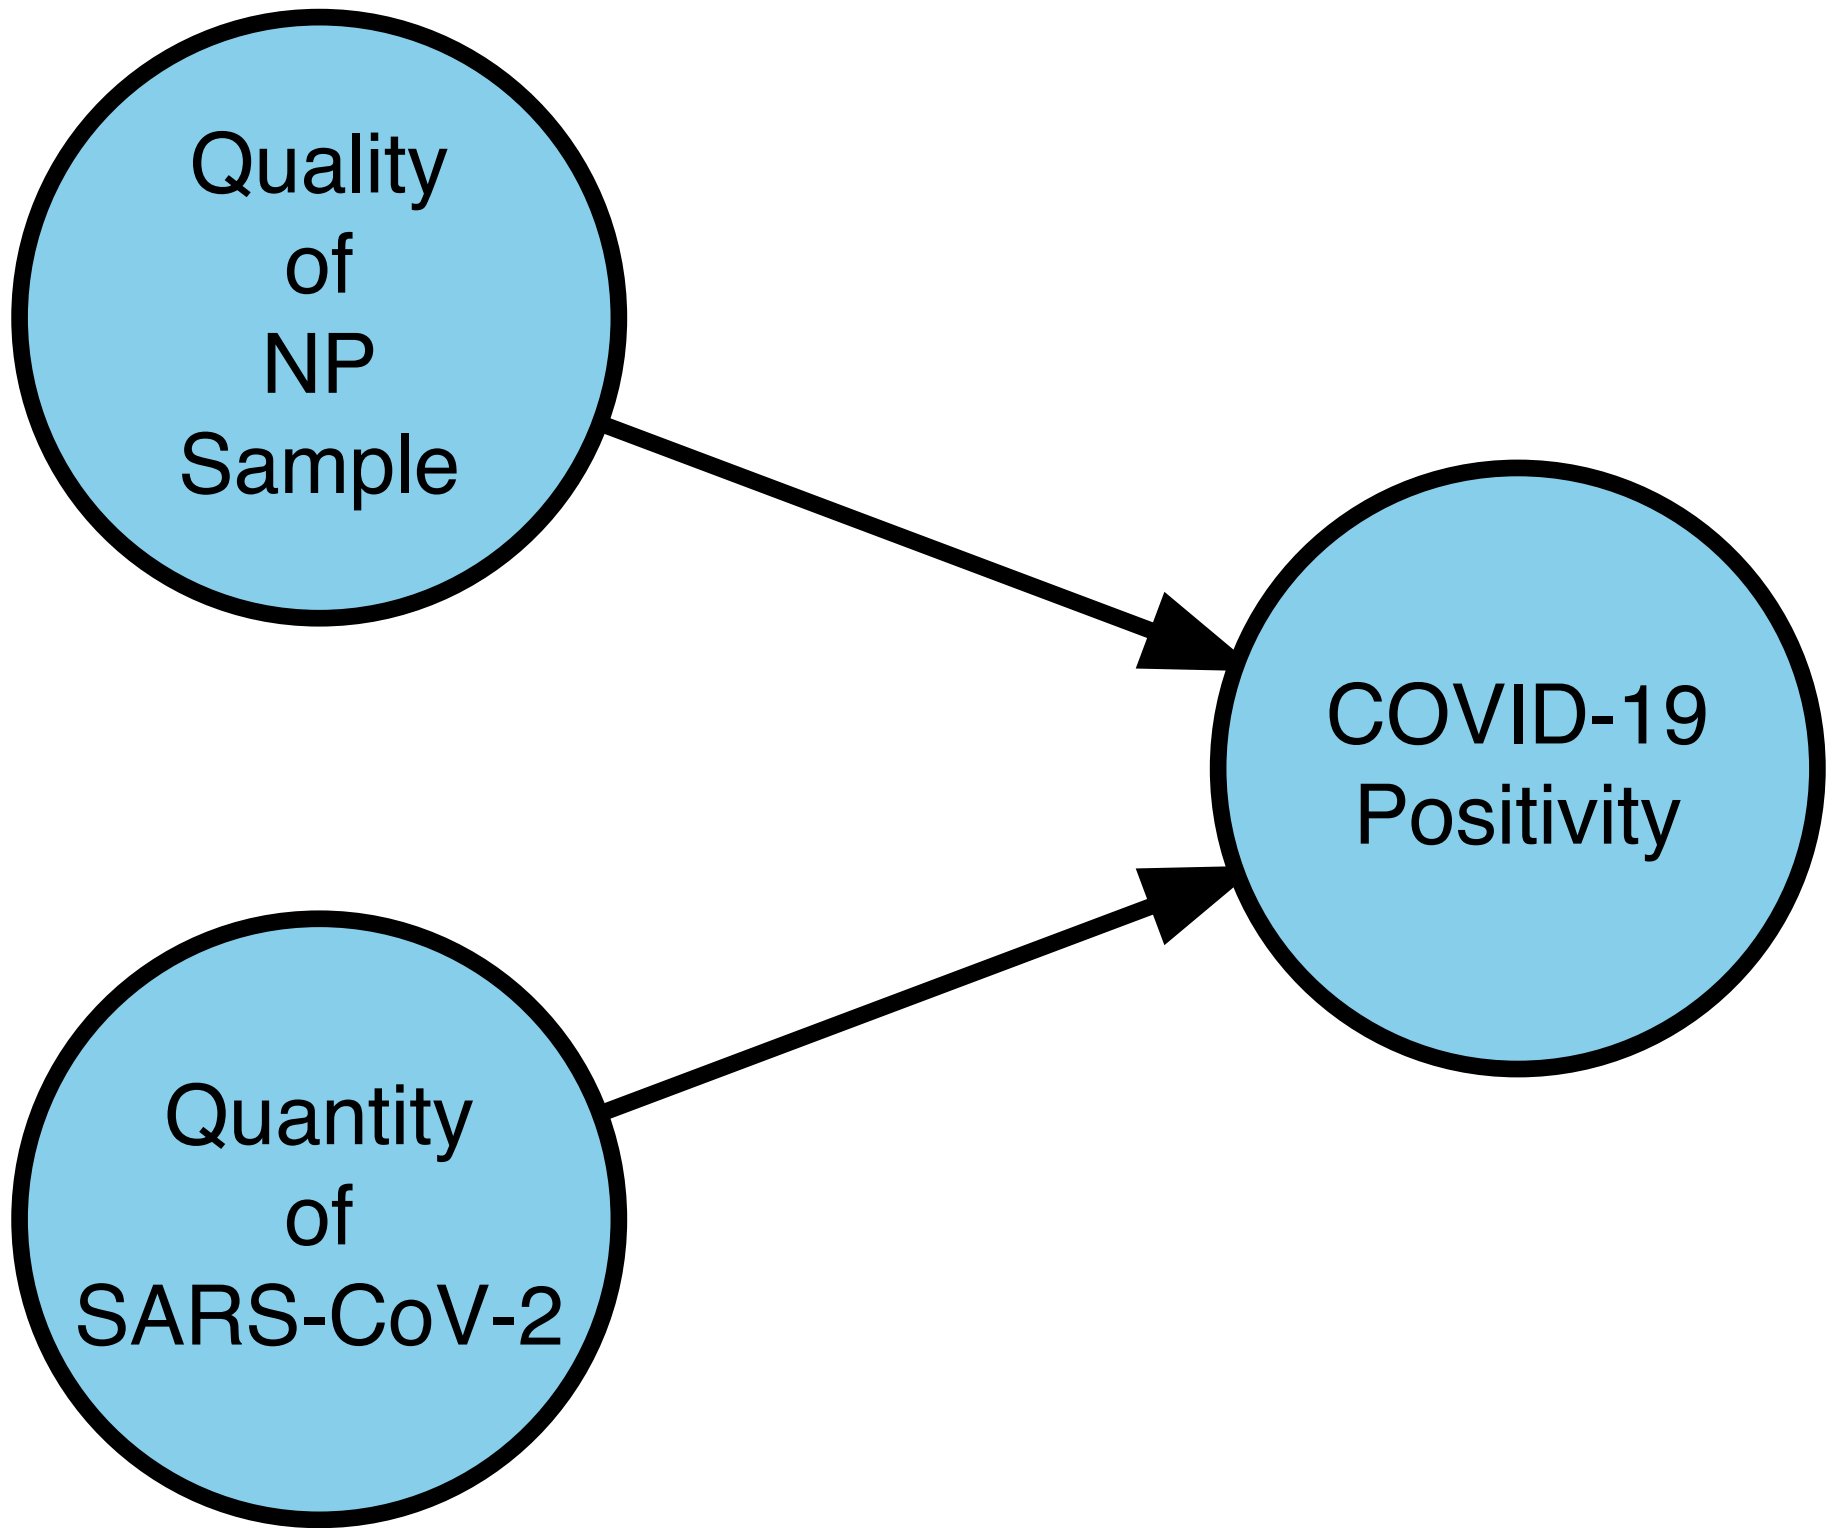 Quality
of
NP
Sample
COVID-19
Positivity
Quantity
of
SARS-CoV-2